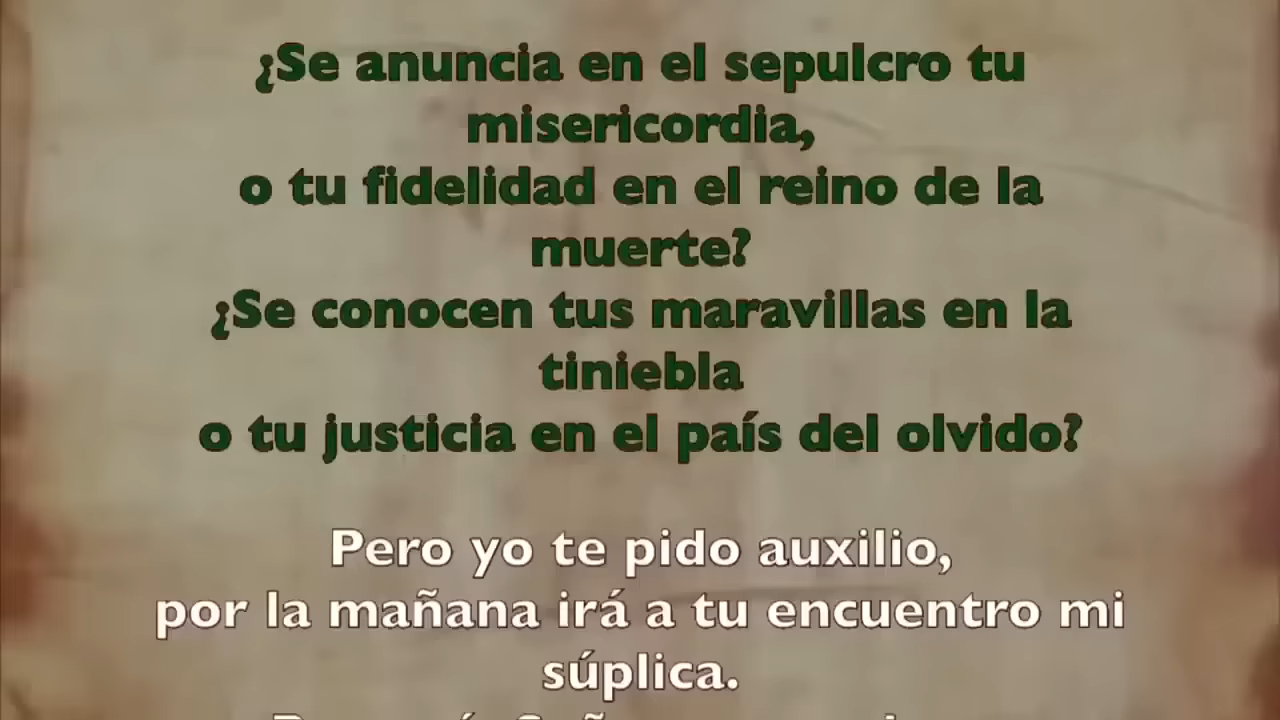 ¿Se anuncia en el sepulcro tu
misericordia,
o tu fidelidad en el reino de la
muerte?
¿Se conocen tus maravillas en la
tiniebla
o tu justicia en el país del olvido?
Pero yo te pido auxilio,
por la mañana irá a tu encuentro mi
súplica.